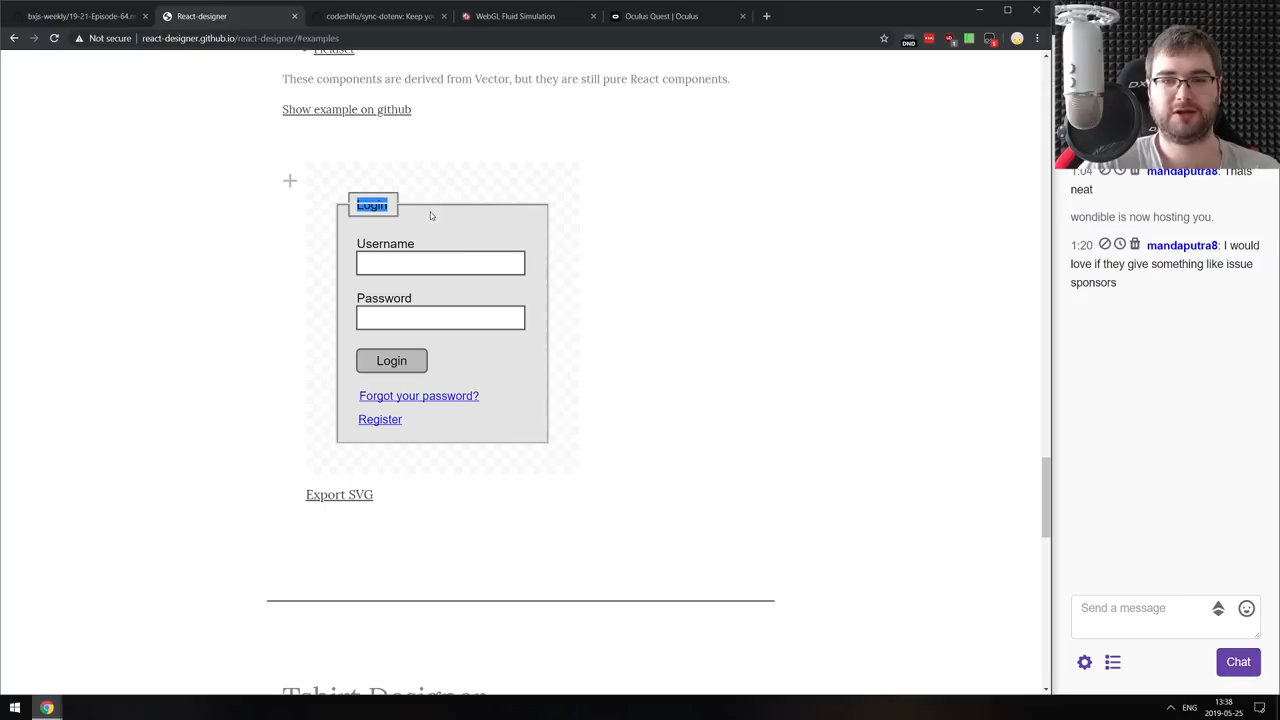 bxjs-weekly/19-21-Episode-64.m
React-designer
codeshifu/sync-dotenv: Keep yo
WebGL Fluid Simulation
Oculus Quest | Oculus
Not secure | react-designer.github.io/react-designer/#examples
DND
Fieldset
These components are derived from Vector, but they are still pure React components.
Show example on github
Login
Username
Password
Login
Forgot your password?
Register
Export SVG
Tshirt Designer
1:04 mandaputra8: Thats
neat
wondible is now hosting you.
1:20 mandaputra8: I would
love if they give something like issue
sponsors
Send a message
Chat
ENG
13:38
2019-05-25